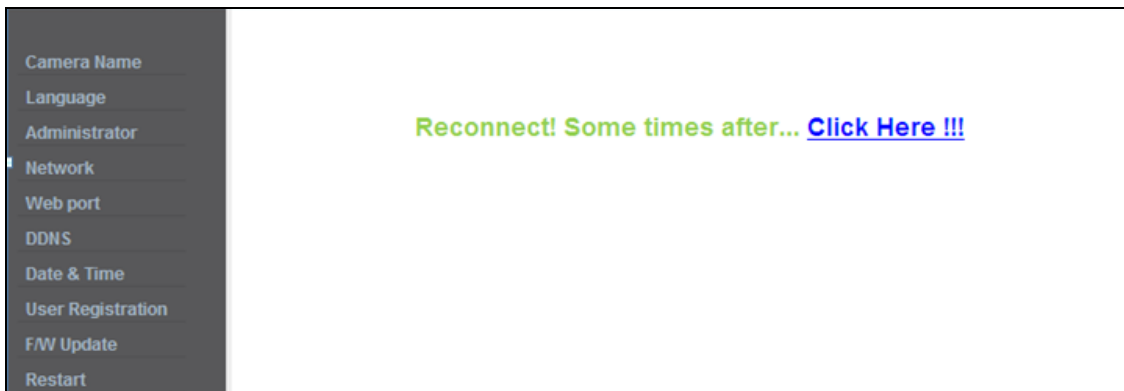 Camera Name
Language
Administrator
Network
Web port
DDNS
Date & Time
User Registration
F/W Update
Restart
Reconnect! Some times after... Click Here !!!